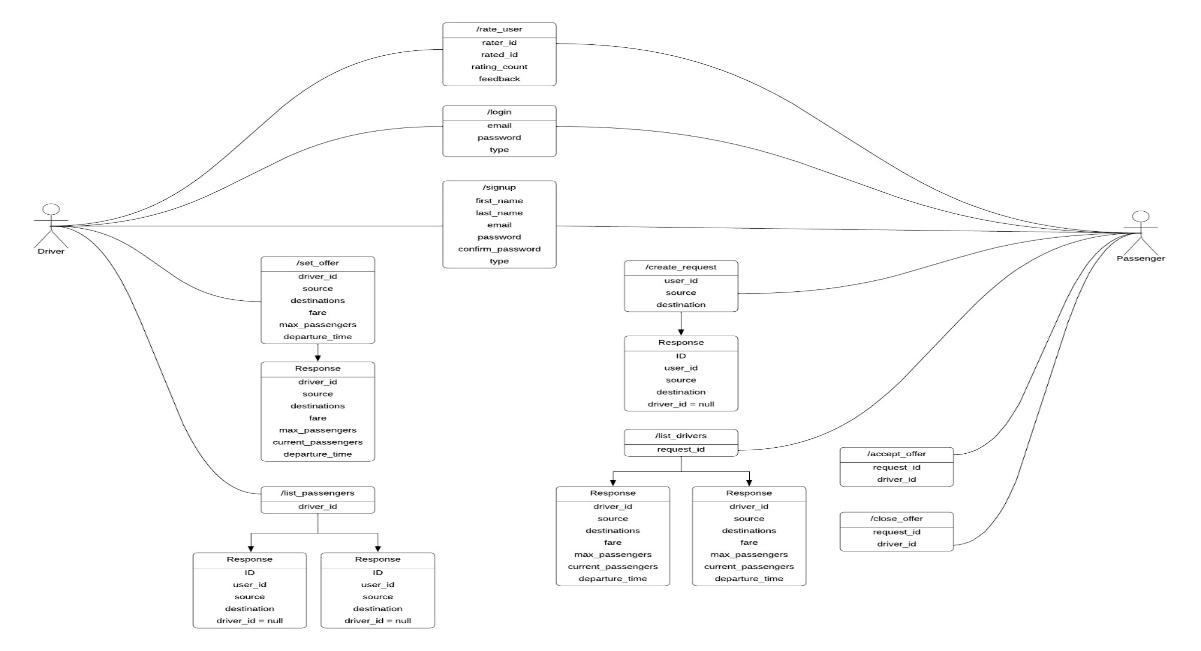 /rate_user
rater_id
rated_id
rating_count
feedback
/login
email
password
type
/signup
first_name
last_name
email
password
confirm_password
type
Driver
Passenger
/set_offer
driver_id
source
destinations
fare
max_passengers
departure_time
Response
driver_id
source
destinations
fare
max_passengers
current_passengers
departure_time
/list_passengers
driver_id
Response
ID
user_id
source
destination
driver_id = null
Response
ID
user_id
source
destination
driver_id = null
/create_request
user_id
source
destination
Response
ID
user_id
source
destination
driver_id = null
/list_drivers
request_id
Response
driver_id
source
destinations
fare
max_passengers
current_passengers
departure_time
Response
driver_id
source
destinations
fare
max_passengers
current_passengers
departure_time
/accept_offer
request_id
driver_id
/close_offer
request_id
driver_id